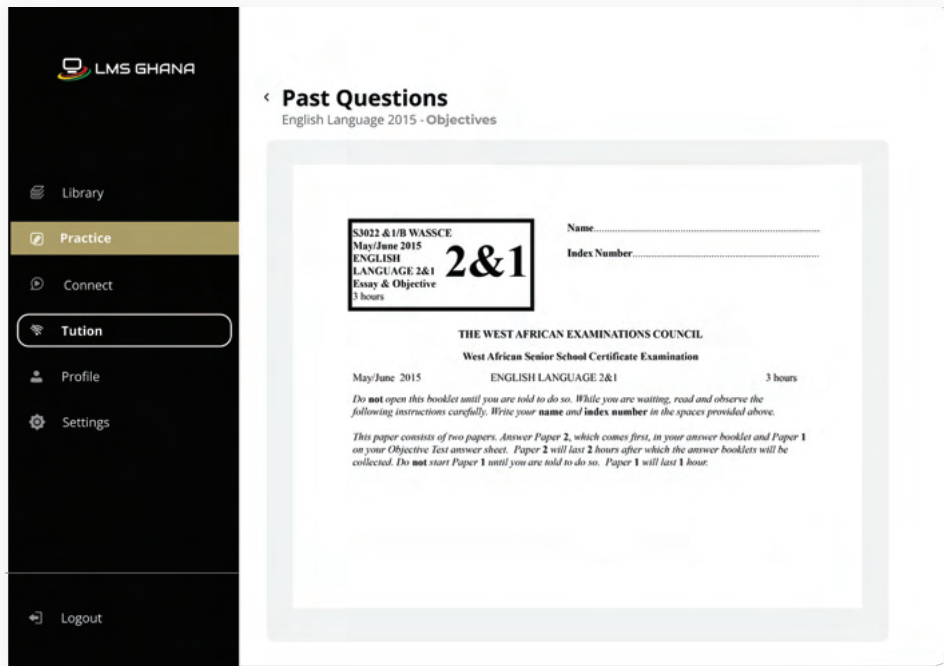 LMS GHANA
Library
Practice
Connect
Tution
Profile
Settings
Logout
‹ Past Questions
English Language 2015 - Objectives
S3022 &1/B WASSCE
May/June 2015
ENGLISH
LANGUAGE 2&1
Essay & Objective
3 hours
2&1
Name
Index Number
THE WEST AFRICAN EXAMINATIONS COUNCIL
West African Senior School Certificate Examination
May/June 2015 ENGLISH LANGUAGE 2&1 3 hours
Do not open this booklet until you are told to do so. While you are waiting, read and observe the
following instructions carefully. Write your name and index number in the spaces provided above.
This paper consists of two papers. Answer Paper 2, which comes first, in your answer booklet and Paper 1
on your Objective Test answer sheet. Paper 2 will last 2 hours after which the answer booklets will be
collected. Do not start Paper 1 until you are told to do so. Paper 1 will last 1 hour.